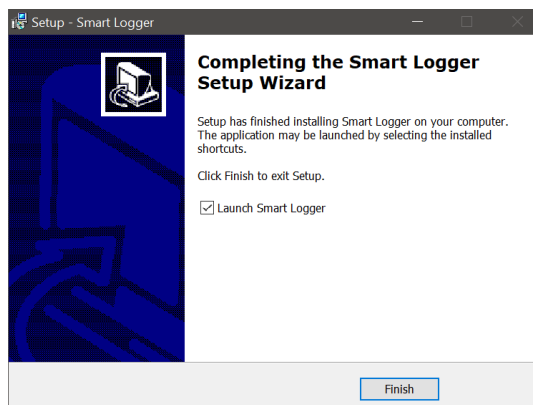 Setup - Smart Logger
Completing the Smart Logger
Setup Wizard
Setup has finished installing Smart Logger on your computer.
The application may be launched by selecting the installed
shortcuts.
Click Finish to exit Setup.
Launch Smart Logger
Finish